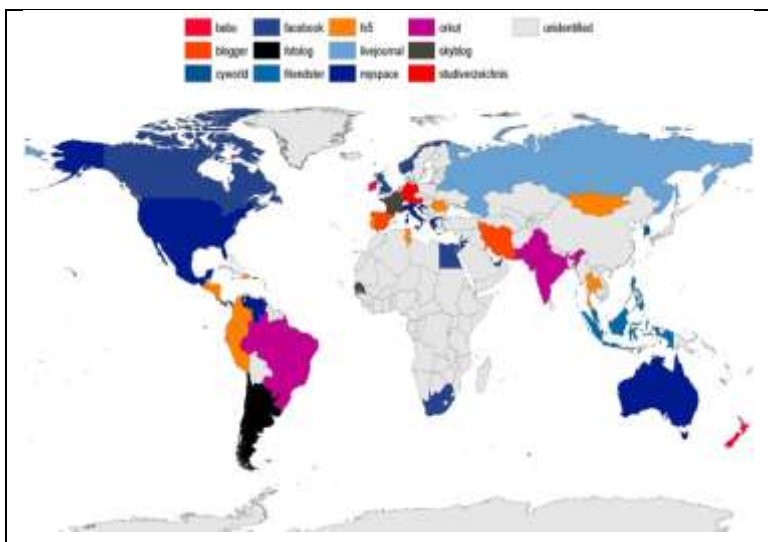 bebo facebook hi5 orkut unidentified
blogger fotolog livejournal skyblog
cyworld friendster myspace studiverzeichnis